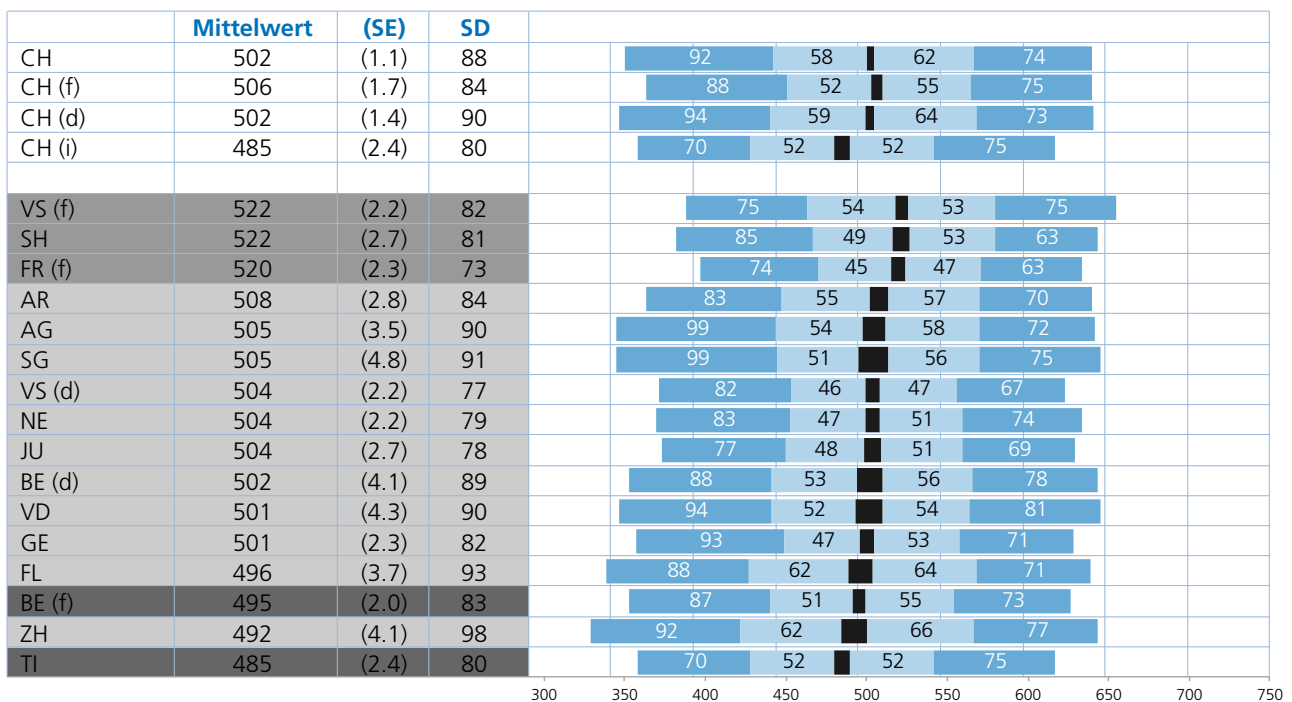 Mittelwert (SE) SD
CH 502 (1.1) 88 92 58 62 74
CH (f) 506 (1.7) 84 88 52 55 75
CH (d) 502 (1.4) 90 94 59 64 73
CH (i) 485 (2.4) 80 70 52 52 75
VS (f) 522 (2.2) 82 75 54 53 75
SH 522 (2.7) 81 85 49 53 63
FR (f) 520 (2.3) 73 74 45 47 63
AR 508 (2.8) 84 83 55 57 70
AG 505 (3.5) 90 99 54 58 72
SG 505 (4.8) 91 99 51 56 75
VS (d) 504 (2.2) 77 82 46 47 67
NE 504 (2.2) 79 83 47 51 74
JU 504 (2.7) 78 77 48 51 69
BE (d) 502 (4.1) 89 88 53 56 78
VD 501 (4.3) 90 94 52 54 81
GE 501 (2.3) 82 93 47 53 71
FL 496 (3.7) 93 88 62 64 71
BE (f) 495 (2.0) 83 87 51 55 73
ZH 492 (4.1) 98 92 62 66 77
TI 485 (2.4) 80 70 52 52 75
300 350 400 450 500 550 600 650 700 750